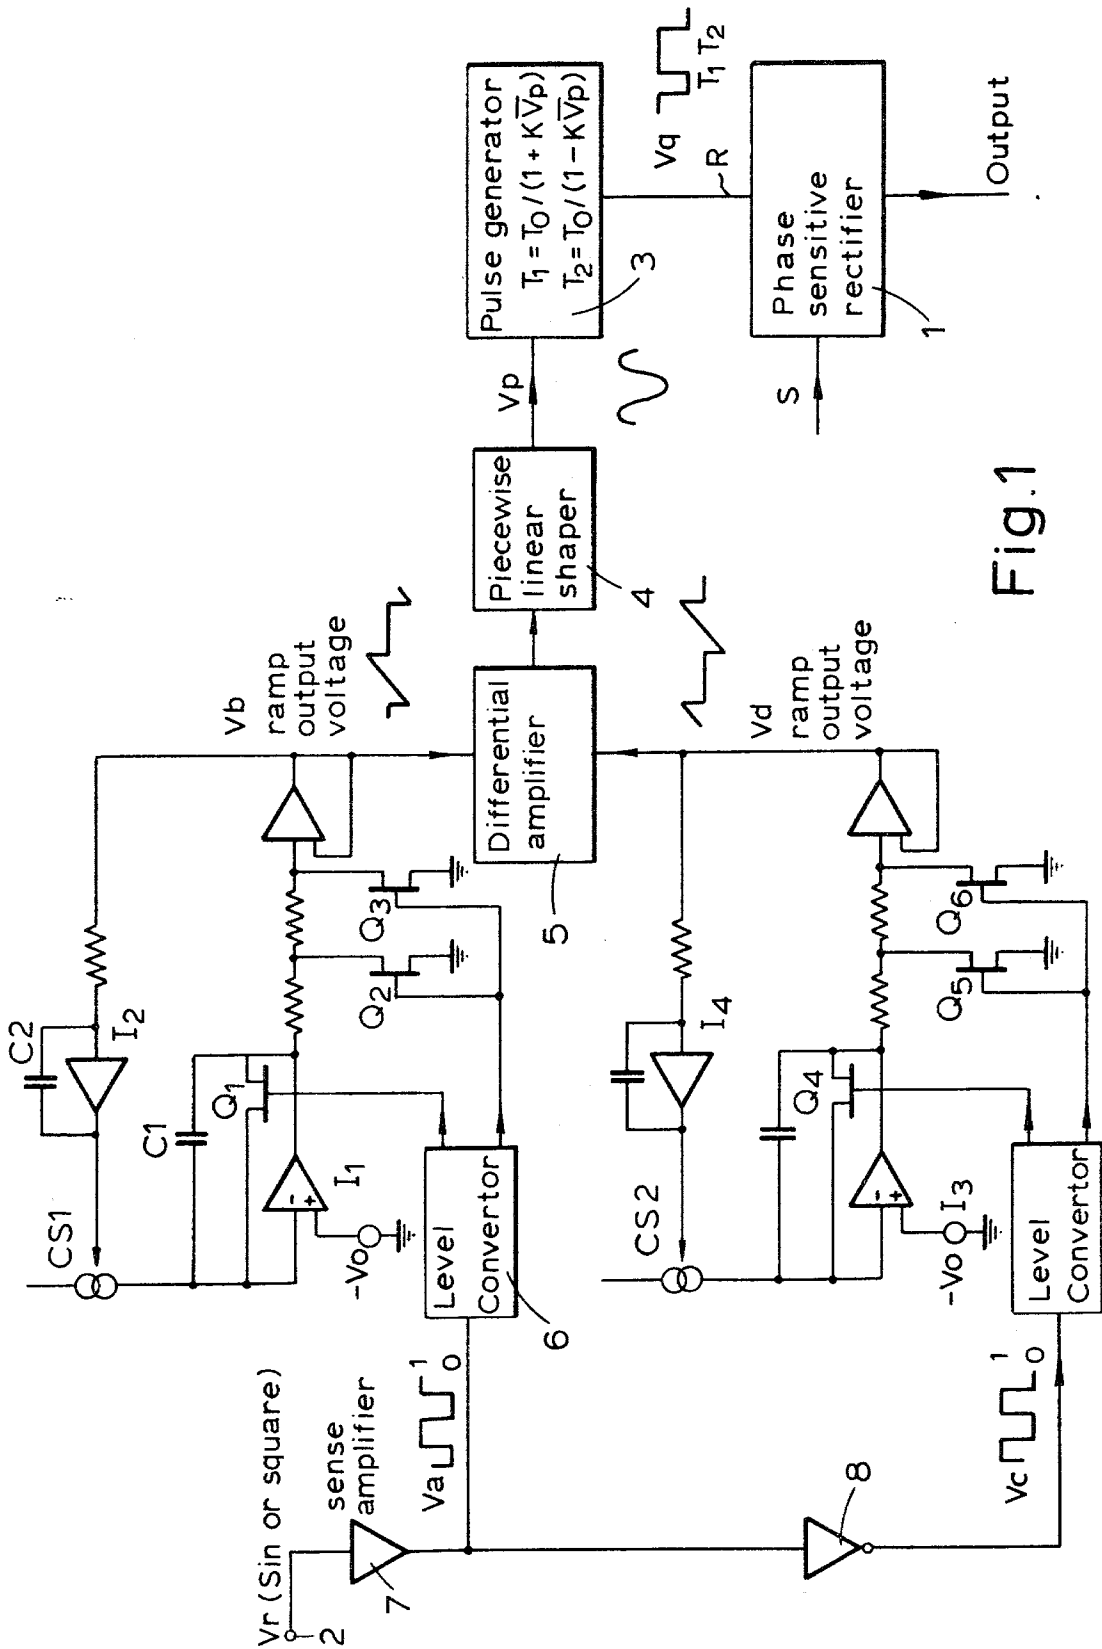 Vr (Sin or square)
2
sense
amplifier
7
Va
1
0
8
Vc
1
0
CS1
C2
I2
C1
Q1
I1
-Vo
Level
Convertor
6
Q2
Q3
Vb
ramp
output
voltage
Differential
amplifier
5
CS2
I4
Q4
I3
-Vo
Level
Convertor
Q5
Q6
Vd
ramp
output
voltage
Piecewise
linear
shaper
4
Vp
Pulse generator
T1 = To / (1 + KV̅p)
T2 = To / (1 − KV̅p)
3
Vq
T1 T2
R
S
Phase
sensitive
rectifier
1
Output
Fig.1